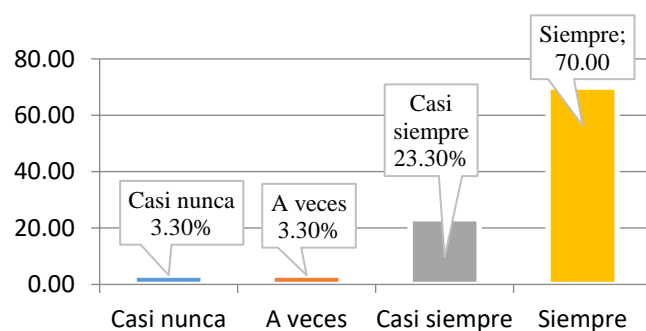 80.00
60.00
40.00
20.00
0.00
Casi nunca
3.30%
A veces
3.30%
Casi
siempre
23.30%
Siempre;
70.00
Casi nunca
A veces
Casi siempre
Siempre